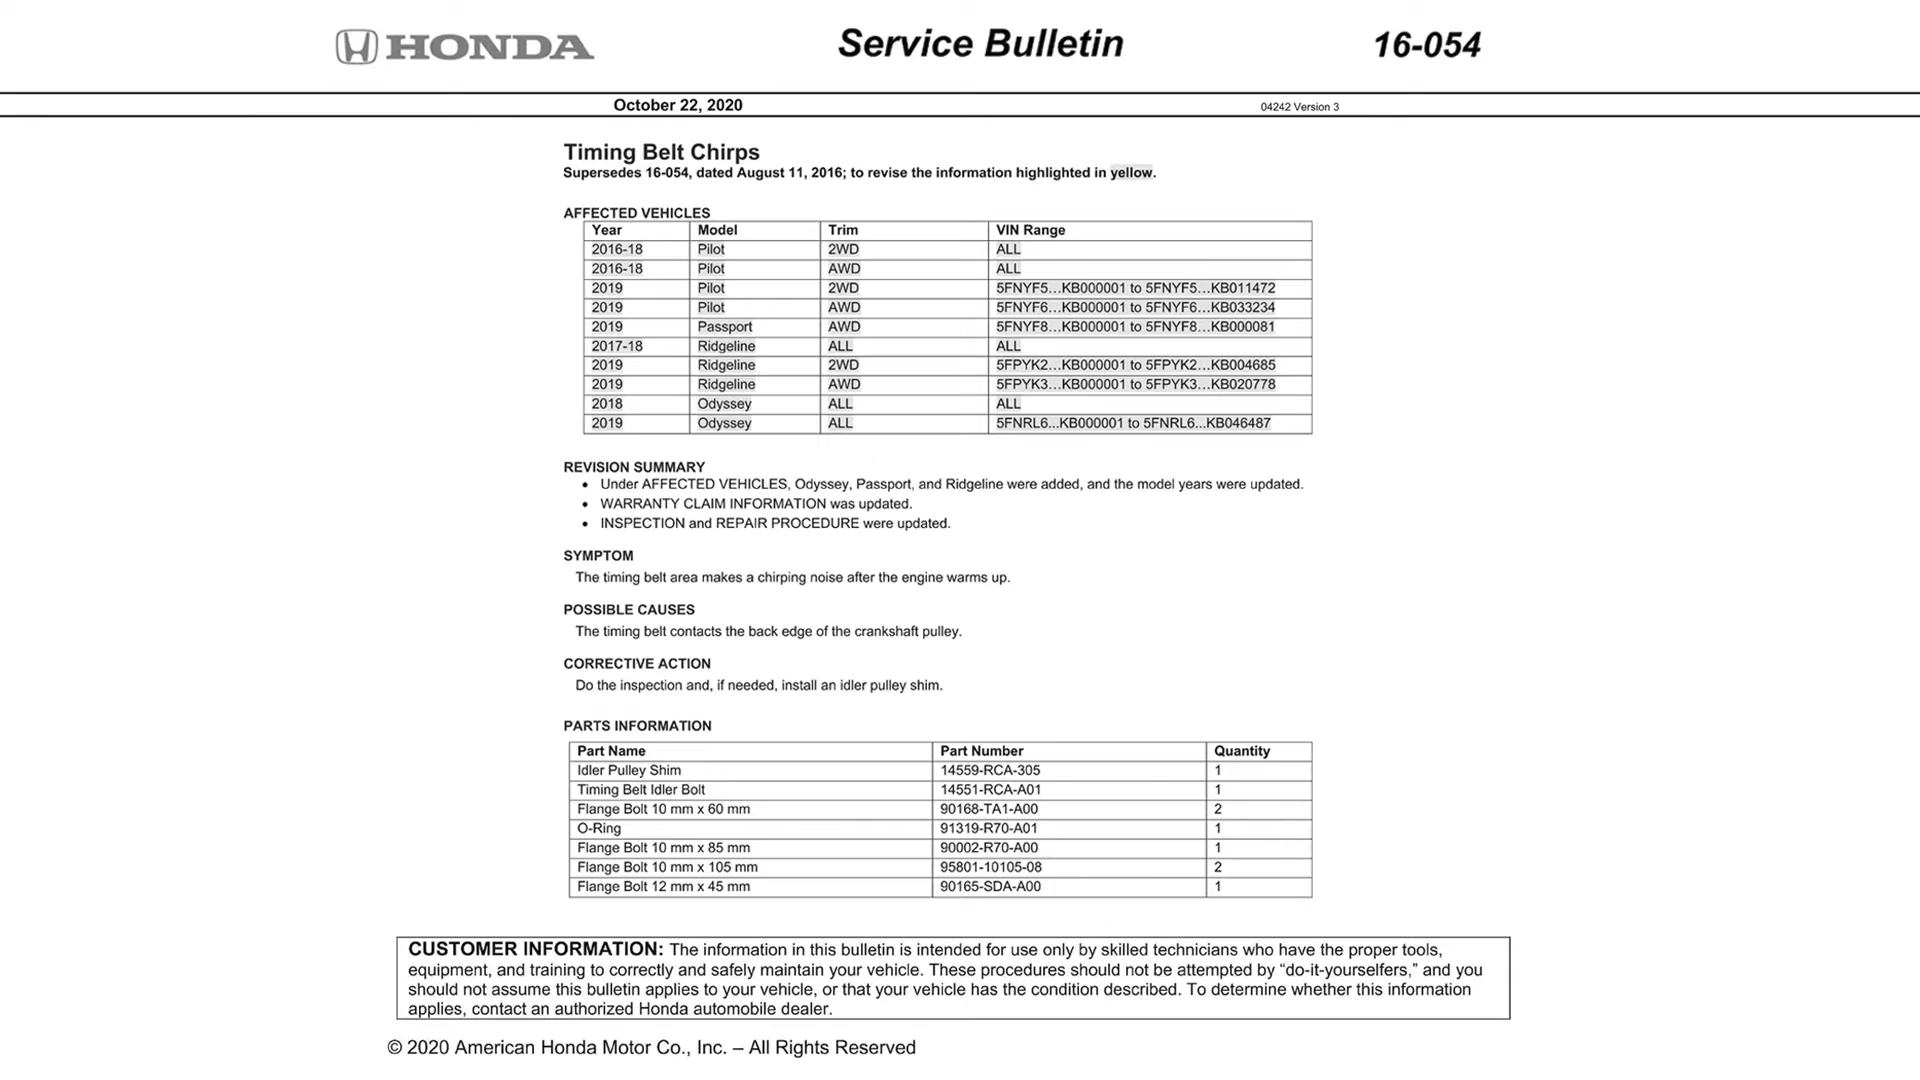 HONDA Service Bulletin 16-054
October 22, 2020 04242 Version 3
Timing Belt Chirps
Supersedes 16-054, dated August 11, 2016; to revise the information highlighted in yellow.
AFFECTED VEHICLES
Year Model Trim VIN Range
2016-18 Pilot 2WD ALL
2016-18 Pilot AWD ALL
2019 Pilot 2WD 5FNYF5...KB000001 to 5FNYF5...KB011472
2019 Pilot AWD 5FNYF6...KB000001 to 5FNYF6...KB033234
2019 Passport AWD 5FNYF8...KB000001 to 5FNYF8...KB000081
2017-18 Ridgeline ALL ALL
2019 Ridgeline 2WD 5FPYK2...KB000001 to 5FPYK2...KB004685
2019 Ridgeline AWD 5FPYK3...KB000001 to 5FPYK3...KB020778
2018 Odyssey ALL ALL
2019 Odyssey ALL 5FNRL6...KB000001 to 5FNRL6...KB046487
REVISION SUMMARY
• Under AFFECTED VEHICLES, Odyssey, Passport, and Ridgeline were added, and the model years were updated.
• WARRANTY CLAIM INFORMATION was updated.
• INSPECTION and REPAIR PROCEDURE were updated.
SYMPTOM
The timing belt area makes a chirping noise after the engine warms up.
POSSIBLE CAUSES
The timing belt contacts the back edge of the crankshaft pulley.
CORRECTIVE ACTION
Do the inspection and, if needed, install an idler pulley shim.
PARTS INFORMATION
Part Name Part Number Quantity
Idler Pulley Shim 14559-RCA-305 1
Timing Belt Idler Bolt 14551-RCA-A01 1
Flange Bolt 10 mm x 60 mm 90168-TA1-A00 2
O-Ring 91319-R70-A01 1
Flange Bolt 10 mm x 85 mm 90002-R70-A00 1
Flange Bolt 10 mm x 105 mm 95801-10105-08 2
Flange Bolt 12 mm x 45 mm 90165-SDA-A00 1
CUSTOMER INFORMATION: The information in this bulletin is intended for use only by skilled technicians who have the proper tools,
equipment, and training to correctly and safely maintain your vehicle. These procedures should not be attempted by “do-it-yourselfers,” and you
should not assume this bulletin applies to your vehicle, or that your vehicle has the condition described. To determine whether this information
applies, contact an authorized Honda automobile dealer.
© 2020 American Honda Motor Co., Inc. – All Rights Reserved